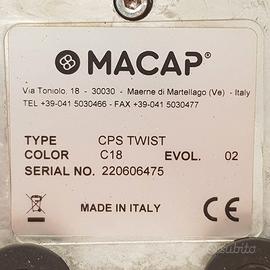 MACAP®
Via Toniolo, 18 - 30030 - Maerne di Martellago (Ve) - Italy
TEL +39-041 5030466 - FAX +39-041 5030477
TYPE CPS TWIST
COLOR C18 EVOL. 02
SERIAL NO. 220606475
MADE IN ITALY CE
subito